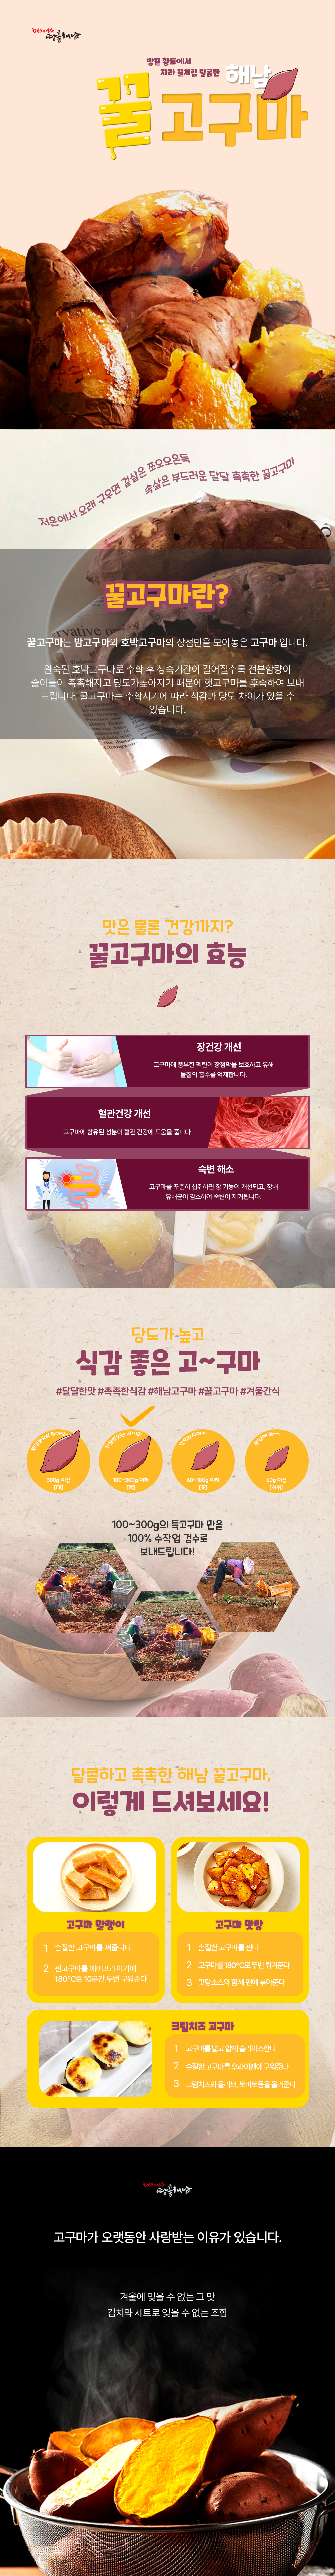 땅끝해남
땅끝 황토에서
자라 꿀처럼 달콤한
해남
꿀고구마
저온에서 오래 구우면 겉살은 쪼오오온득
속살은 부드러운 달달 촉촉한 꿀고구마
꿀고구마란?
꿀고구마는 밤고구마와 호박고구마의 장점만을 모아놓은 고구마 입니다.
완숙된 호박고구마로 수확 후 성숙기간이 길어질수록 전분함량이
줄어들어 촉촉해지고 당도가높아지기 때문에 햇고구마를 후숙하여 보내
드립니다. 꿀고구마는 수확시기에 따라 식감과 당도 차이가 있을 수
있습니다.
맛은 물론 건강까지?
꿀고구마의 효능
장건강 개선
고구마에 풍부한 펙틴이 장점막을 보호하고 유해
물질의 흡수를 억제합니다.
혈관건강 개선
고구마에 함유된 성분이 혈관 건강에 도움을 줍니다
숙변 해소
고구마를 꾸준히 섭취하면 장 기능이 개선되고, 장내
유해균이 감소하여 숙변이 제거됩니다.
당도가 높고
식감 좋은 고~구마
#달달한맛 #촉촉한식감 #해남고구마 #꿀고구마 #겨울간식
300g 이상
(대)
100~300g 이하
(특)
60~100g 이하
(중)
60g 이상
(한입)
100~300g의 특고구마 만을
100% 수작업 검수로
보내드립니다!
달콤하고 촉촉한 해남 꿀고구마,
이렇게 드셔보세요!
고구마 말랭이
1 손질한 고구마를 쪄줍니다
2 찐고구마를 에어프라이기에
180°C로 10분간 두번 구워준다
고구마 맛탕
1 손질한 고구마를 찐다
2 고구마를 180°C로 두번 튀겨준다
3 맛탕소스와 함께 팬에 볶아준다
크림치즈 고구마
1 고구마를 넓고 얇게 슬라이스한다
2 손질한 고구마를 후라이팬에 구워준다
3 크림치즈와 올리브, 토마토등을 올려준다
땅끝해남
고구마가 오랫동안 사랑받는 이유가 있습니다.
겨울에 잊을 수 없는 그 맛
김치와 세트로 잊을 수 없는 조합